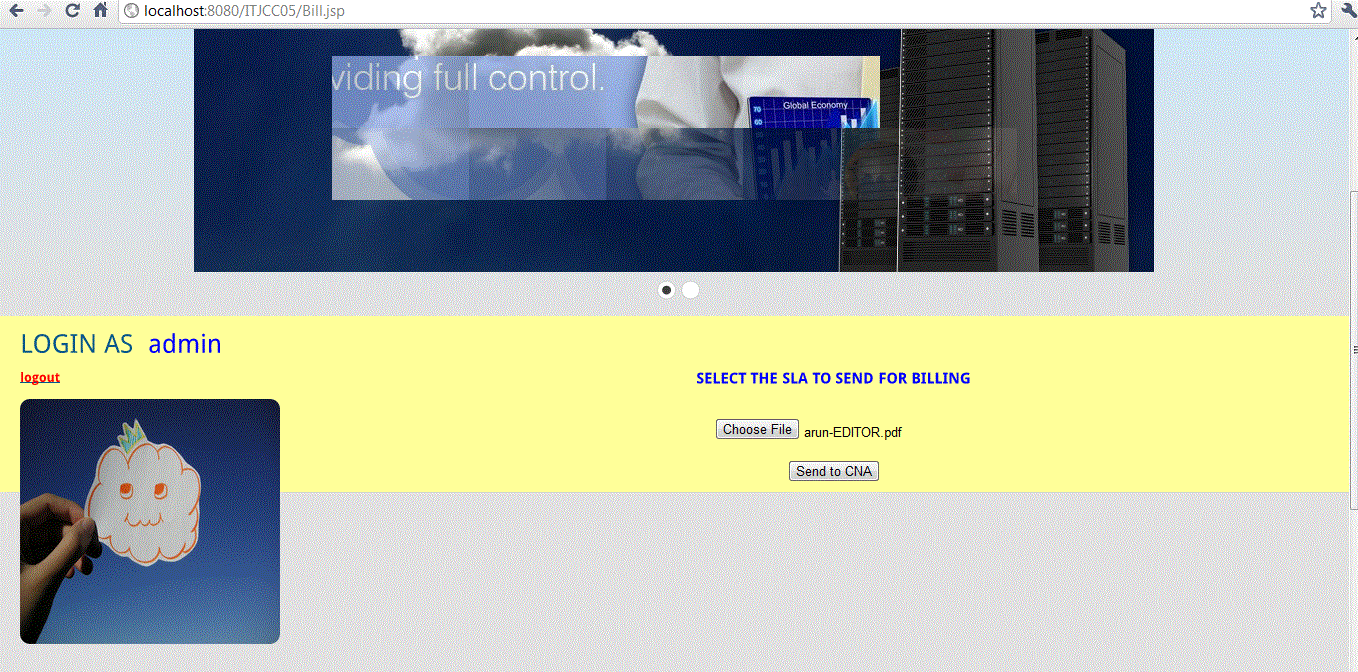 localhost:8080/ITJCC05/Bill.jsp
viding full control.
Global Economy
LOGIN AS admin
logout
SELECT THE SLA TO SEND FOR BILLING
Choose File arun-EDITOR.pdf
Send to CNA